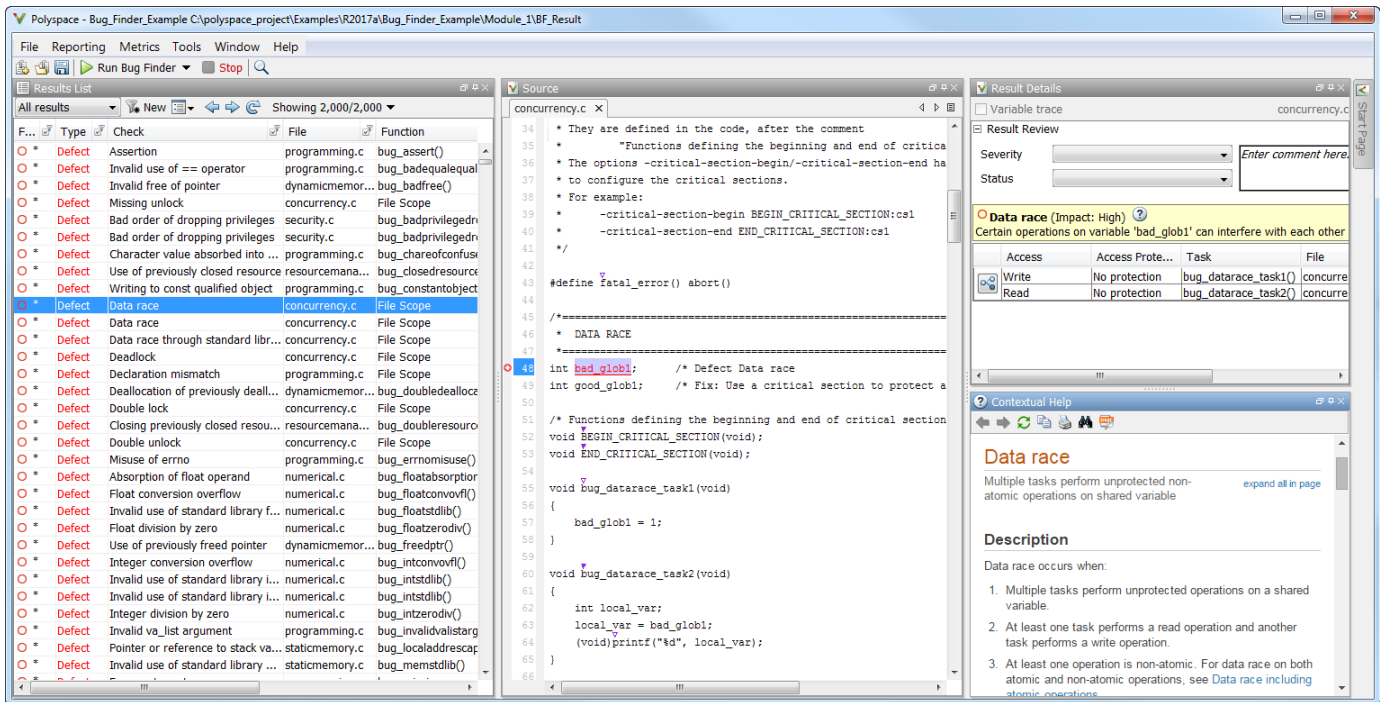 Polyspace - Bug_Finder_Example C:\polyspace_project\Examples\R2017a\Bug_Finder_Example\Module_1\BF_Result
File Reporting Metrics Tools Window Help
Run Bug Finder Stop
Results List
All results New Showing 2,000/2,000
F... Type Check File Function
* Defect Assertion programming.c bug_assert()
* Defect Invalid use of == operator programming.c bug_badequalequal
* Defect Invalid free of pointer dynamicmemor... bug_badfree()
* Defect Missing unlock concurrency.c File Scope
* Defect Bad order of dropping privileges security.c bug_badprivilegedr
* Defect Bad order of dropping privileges security.c bug_badprivilegedr
* Defect Character value absorbed into ... programming.c bug_chareofconfuse
* Defect Use of previously closed resource resourcemana... bug_closedresource
* Defect Writing to const qualified object programming.c bug_constantobject
* Defect Data race concurrency.c File Scope
* Defect Data race concurrency.c File Scope
* Defect Data race through standard libr... concurrency.c File Scope
* Defect Deadlock concurrency.c File Scope
* Defect Declaration mismatch programming.c File Scope
* Defect Deallocation of previously deall... dynamicmemor... bug_doubledealloca
* Defect Double lock concurrency.c File Scope
* Defect Closing previously closed resou... resourcemana... bug_doubleresourc
* Defect Double unlock concurrency.c File Scope
* Defect Misuse of errno programming.c bug_errnomisuse()
* Defect Absorption of float operand numerical.c bug_floatabsorption
* Defect Float conversion overflow numerical.c bug_floatconvovfl()
* Defect Invalid use of standard library f... numerical.c bug_floatstdlib()
* Defect Float division by zero numerical.c bug_floatzerodiv()
* Defect Use of previously freed pointer dynamicmemor... bug_freedptr()
* Defect Integer conversion overflow numerical.c bug_intconvovfl()
* Defect Invalid use of standard library i... numerical.c bug_intstdlib()
* Defect Invalid use of standard library i... numerical.c bug_intstdlib()
* Defect Integer division by zero numerical.c bug_intzerodiv()
* Defect Invalid va_list argument programming.c bug_invalidvalistarg
* Defect Pointer or reference to stack va... staticmemory.c bug_localaddrescap
* Defect Invalid use of standard library ... staticmemory.c bug_memstdlib()
Source
concurrency.c
34 * They are defined in the code, after the comment
35 * "Functions defining the beginning and end of critica
36 * The options -critical-section-begin/-critical-section-end ha
37 * to configure the critical sections.
38 * For example:
39 * -critical-section-begin BEGIN_CRITICAL_SECTION:cs1
40 * -critical-section-end END_CRITICAL_SECTION:cs1
41 */
42
43 #define fatal_error() abort()
44
45 /*==========================================================
46 * DATA RACE
47 *==========================================================
48 int bad_glob1; /* Defect Data race
49 int good_glob1; /* Fix: Use a critical section to protect a
50
51 /* Functions defining the beginning and end of critical section
52 void BEGIN_CRITICAL_SECTION(void);
53 void END_CRITICAL_SECTION(void);
54
55 void bug_datarace_task1(void)
56 {
57 bad_glob1 = 1;
58 }
59
60 void bug_datarace_task2(void)
61 {
62 int local_var;
63 local_var = bad_glob1;
64 (void)printf("%d", local_var);
65 }
66
Result Details
Variable trace concurrency.c
Result Review
Severity Enter comment here.
Status
Data race (Impact: High)
Certain operations on variable 'bad_glob1' can interfere with each other
Access Access Prote... Task File
Write No protection bug_datarace_task1() concurre
Read No protection bug_datarace_task2() concurre
Contextual Help
Data race
Multiple tasks perform unprotected non-
atomic operations on shared variable
expand all in page
Description
Data race occurs when:
1. Multiple tasks perform unprotected operations on a shared
variable.
2. At least one task performs a read operation and another
task performs a write operation.
3. At least one operation is non-atomic. For data race on both
atomic and non-atomic operations, see Data race including
atomic operations
Start Page